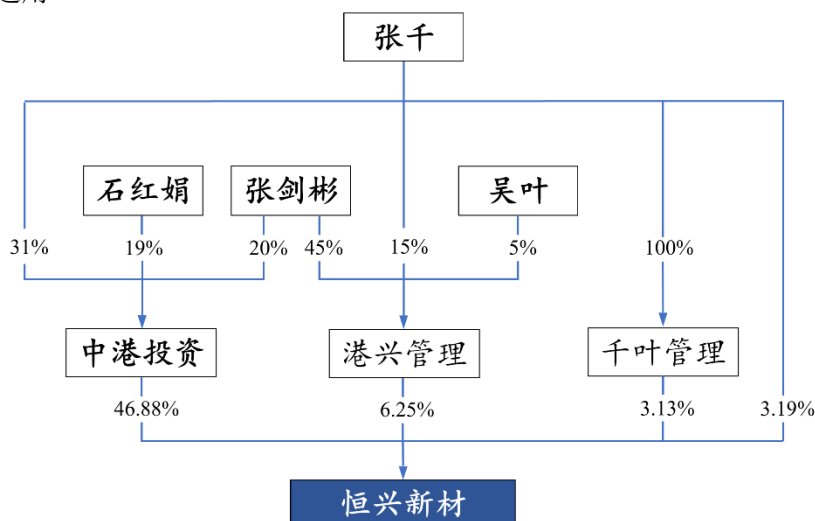 张千
石红娟 张剑彬 吴叶
31% 19% 20% 45% 15% 5% 100%
中港投资 港兴管理 千叶管理
46.88% 6.25% 3.13% 3.19%
恒兴新材